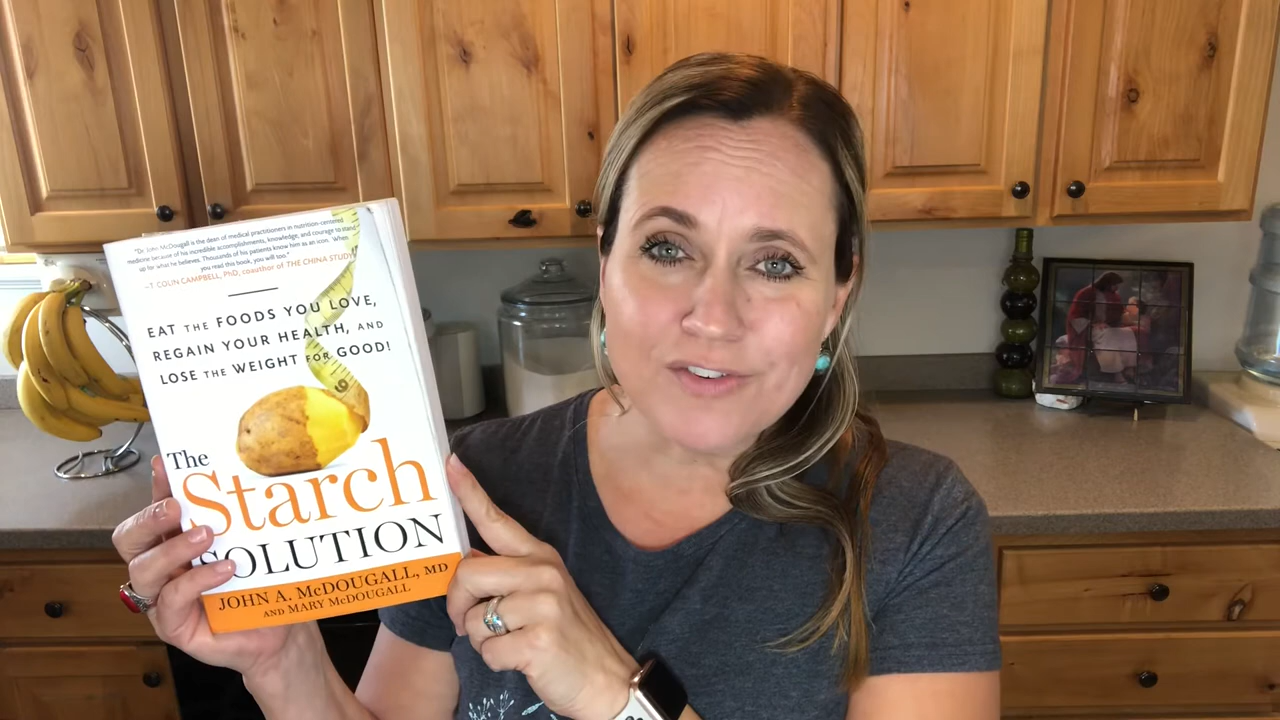 "Dr. John McDougall is the dean of medical practitioners in nutrition-centered
medicine because of his incredible accomplishments, knowledge, and courage to stand
up for what he believes. Thousands of his patients know him as an icon. When
you read this book, you will too."
—T. COLIN CAMPBELL, PhD, coauthor of THE CHINA STUDY
EAT THE FOODS YOU LOVE,
REGAIN YOUR HEALTH, AND
LOSE THE WEIGHT FOR GOOD!
The
Starch
SOLUTION
JOHN A. McDOUGALL, MD
AND MARY McDOUGALL